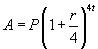 A = P(1 + r/4)^{4t}